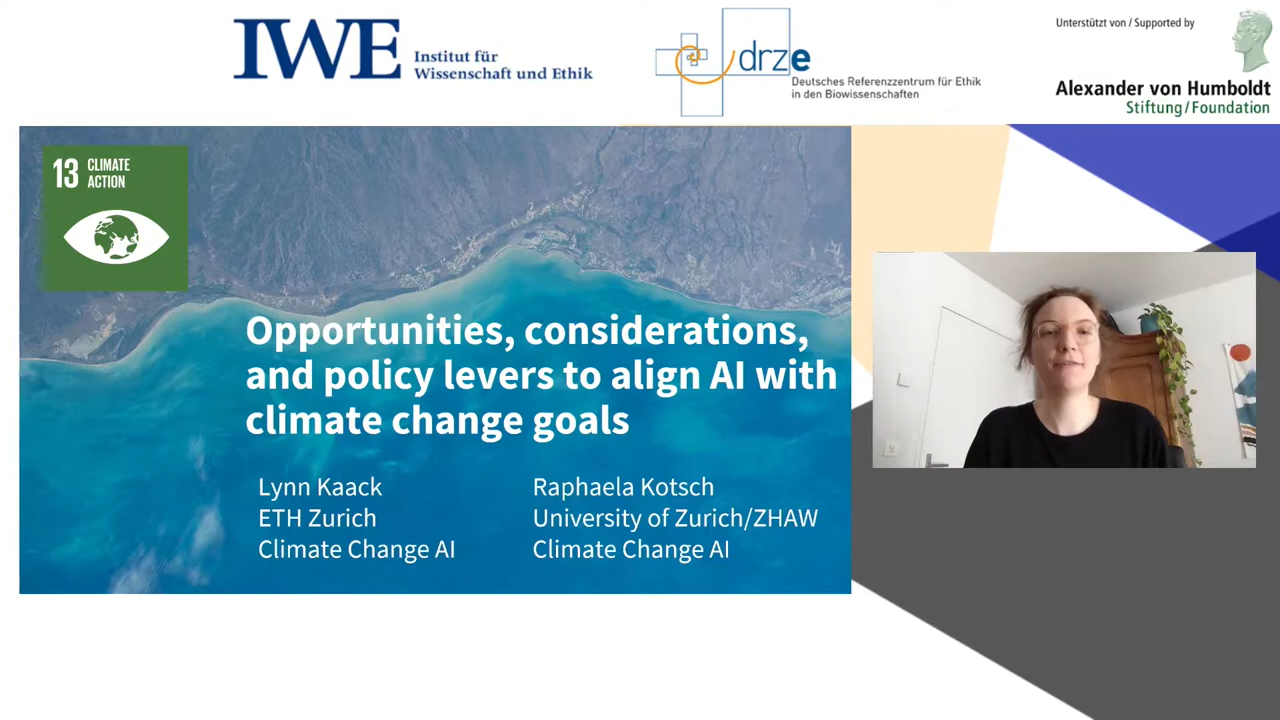 IWE Institut für
Wissenschaft und Ethik
drze
Deutsches Referenzzentrum für Ethik
in den Biowissenschaften
Unterstützt von / Supported by
Alexander von Humboldt
Stiftung/Foundation
13 CLIMATE
ACTION
Opportunities, considerations,
and policy levers to align AI with
climate change goals
Lynn Kaack
ETH Zurich
Climate Change AI
Raphaela Kotsch
University of Zurich/ZHAW
Climate Change AI